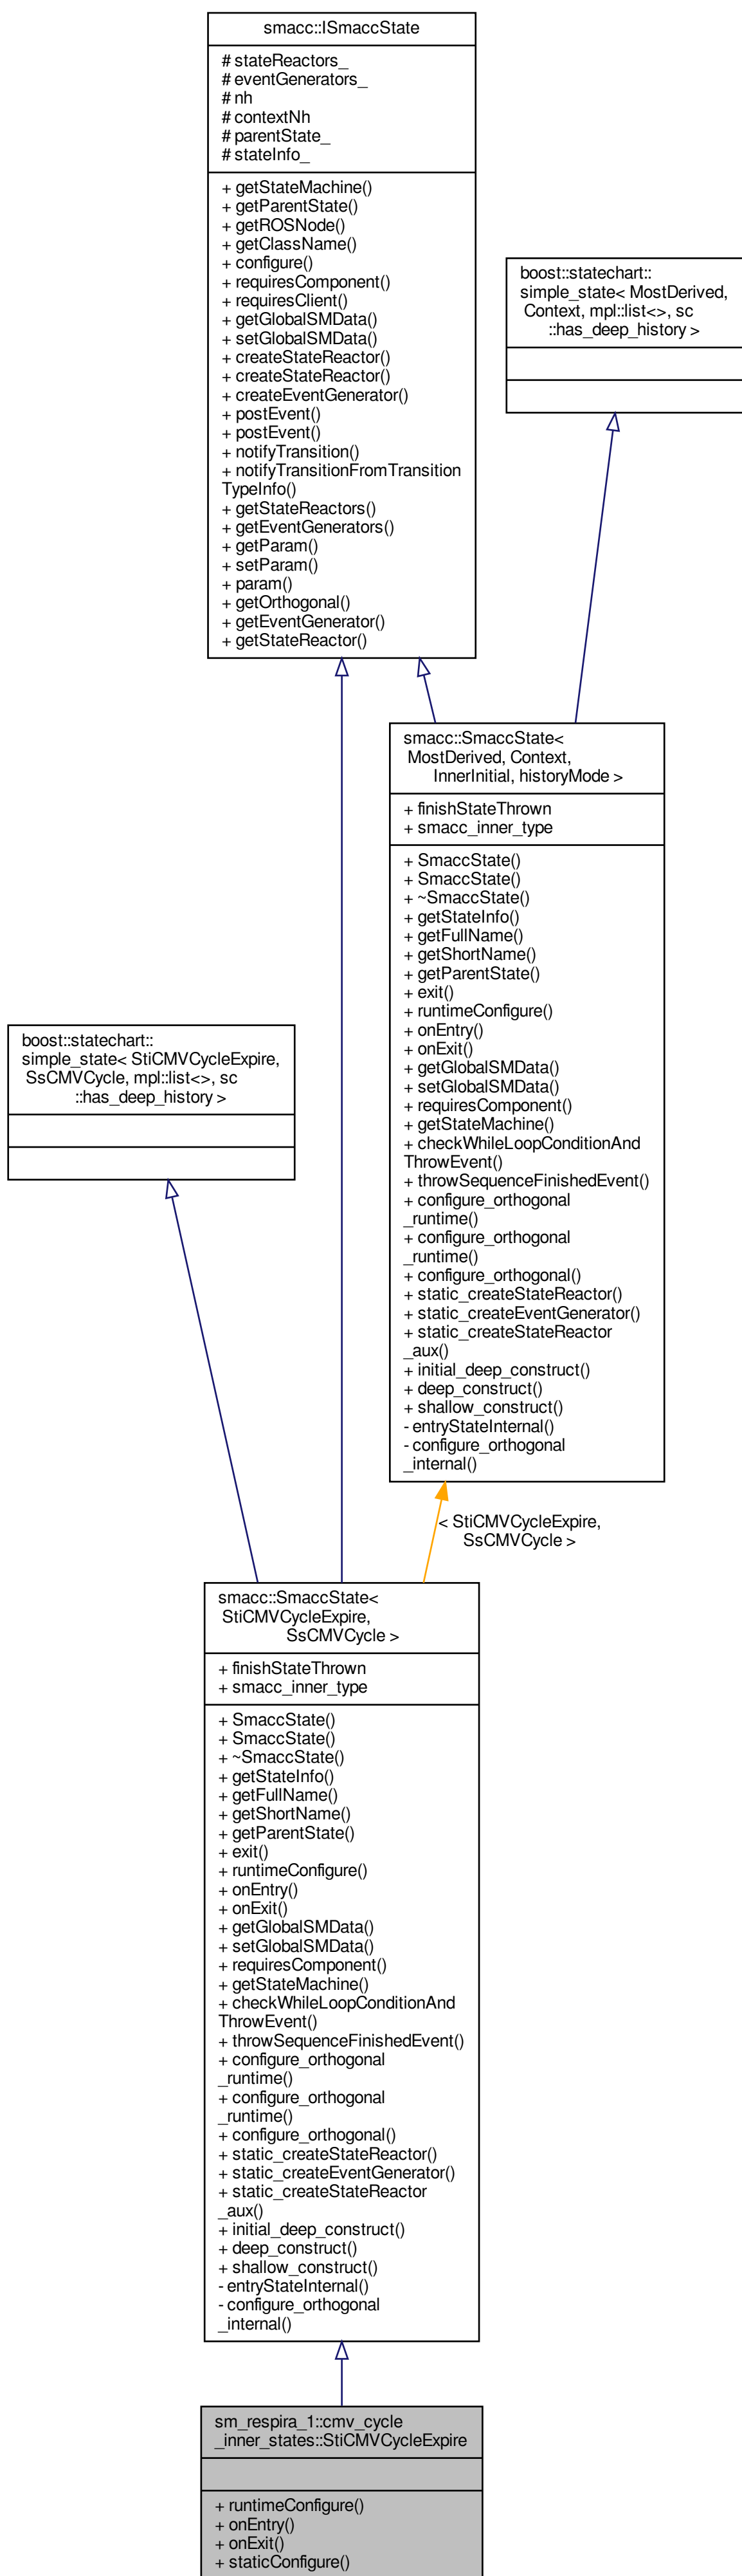 smacc::ISmaccState
# stateReactors_
# eventGenerators_
# nh
# contextNh
# parentState_
# stateInfo_
+ getStateMachine()
+ getParentState()
+ getROSNode()
+ getClassName()
+ configure()
+ requiresComponent()
+ requiresClient()
+ getGlobalSMData()
+ setGlobalSMData()
+ createStateReactor()
+ createStateReactor()
+ createEventGenerator()
+ postEvent()
+ postEvent()
+ notifyTransition()
+ notifyTransitionFromTransition
TypeInfo()
+ getStateReactors()
+ getEventGenerators()
+ getParam()
+ setParam()
+ param()
+ getOrthogonal()
+ getEventGenerator()
+ getStateReactor()
boost::statechart::
simple_state< MostDerived,
Context, mpl::list<>, sc
::has_deep_history >
smacc::SmaccState<
MostDerived, Context,
InnerInitial, historyMode >
+ finishStateThrown
+ smacc_inner_type
+ SmaccState()
+ SmaccState()
+ ~SmaccState()
+ getStateInfo()
+ getFullName()
+ getShortName()
+ getParentState()
+ exit()
+ runtimeConfigure()
+ onEntry()
+ onExit()
+ getGlobalSMData()
+ setGlobalSMData()
+ requiresComponent()
+ getStateMachine()
+ checkWhileLoopConditionAnd
ThrowEvent()
+ throwSequenceFinishedEvent()
+ configure_orthogonal
_runtime()
+ configure_orthogonal
_runtime()
+ configure_orthogonal()
+ static_createStateReactor()
+ static_createEventGenerator()
+ static_createStateReactor
_aux()
+ initial_deep_construct()
+ deep_construct()
+ shallow_construct()
- entryStateInternal()
- configure_orthogonal
_internal()
boost::statechart::
simple_state< StiCMVCycleExpire,
SsCMVCycle, mpl::list<>, sc
::has_deep_history >
< StiCMVCycleExpire,
SsCMVCycle >
smacc::SmaccState<
StiCMVCycleExpire,
SsCMVCycle >
+ finishStateThrown
+ smacc_inner_type
+ SmaccState()
+ SmaccState()
+ ~SmaccState()
+ getStateInfo()
+ getFullName()
+ getShortName()
+ getParentState()
+ exit()
+ runtimeConfigure()
+ onEntry()
+ onExit()
+ getGlobalSMData()
+ setGlobalSMData()
+ requiresComponent()
+ getStateMachine()
+ checkWhileLoopConditionAnd
ThrowEvent()
+ throwSequenceFinishedEvent()
+ configure_orthogonal
_runtime()
+ configure_orthogonal
_runtime()
+ configure_orthogonal()
+ static_createStateReactor()
+ static_createEventGenerator()
+ static_createStateReactor
_aux()
+ initial_deep_construct()
+ deep_construct()
+ shallow_construct()
- entryStateInternal()
- configure_orthogonal
_internal()
sm_respira_1::cmv_cycle
_inner_states::StiCMVCycleExpire
+ runtimeConfigure()
+ onEntry()
+ onExit()
+ staticConfigure()